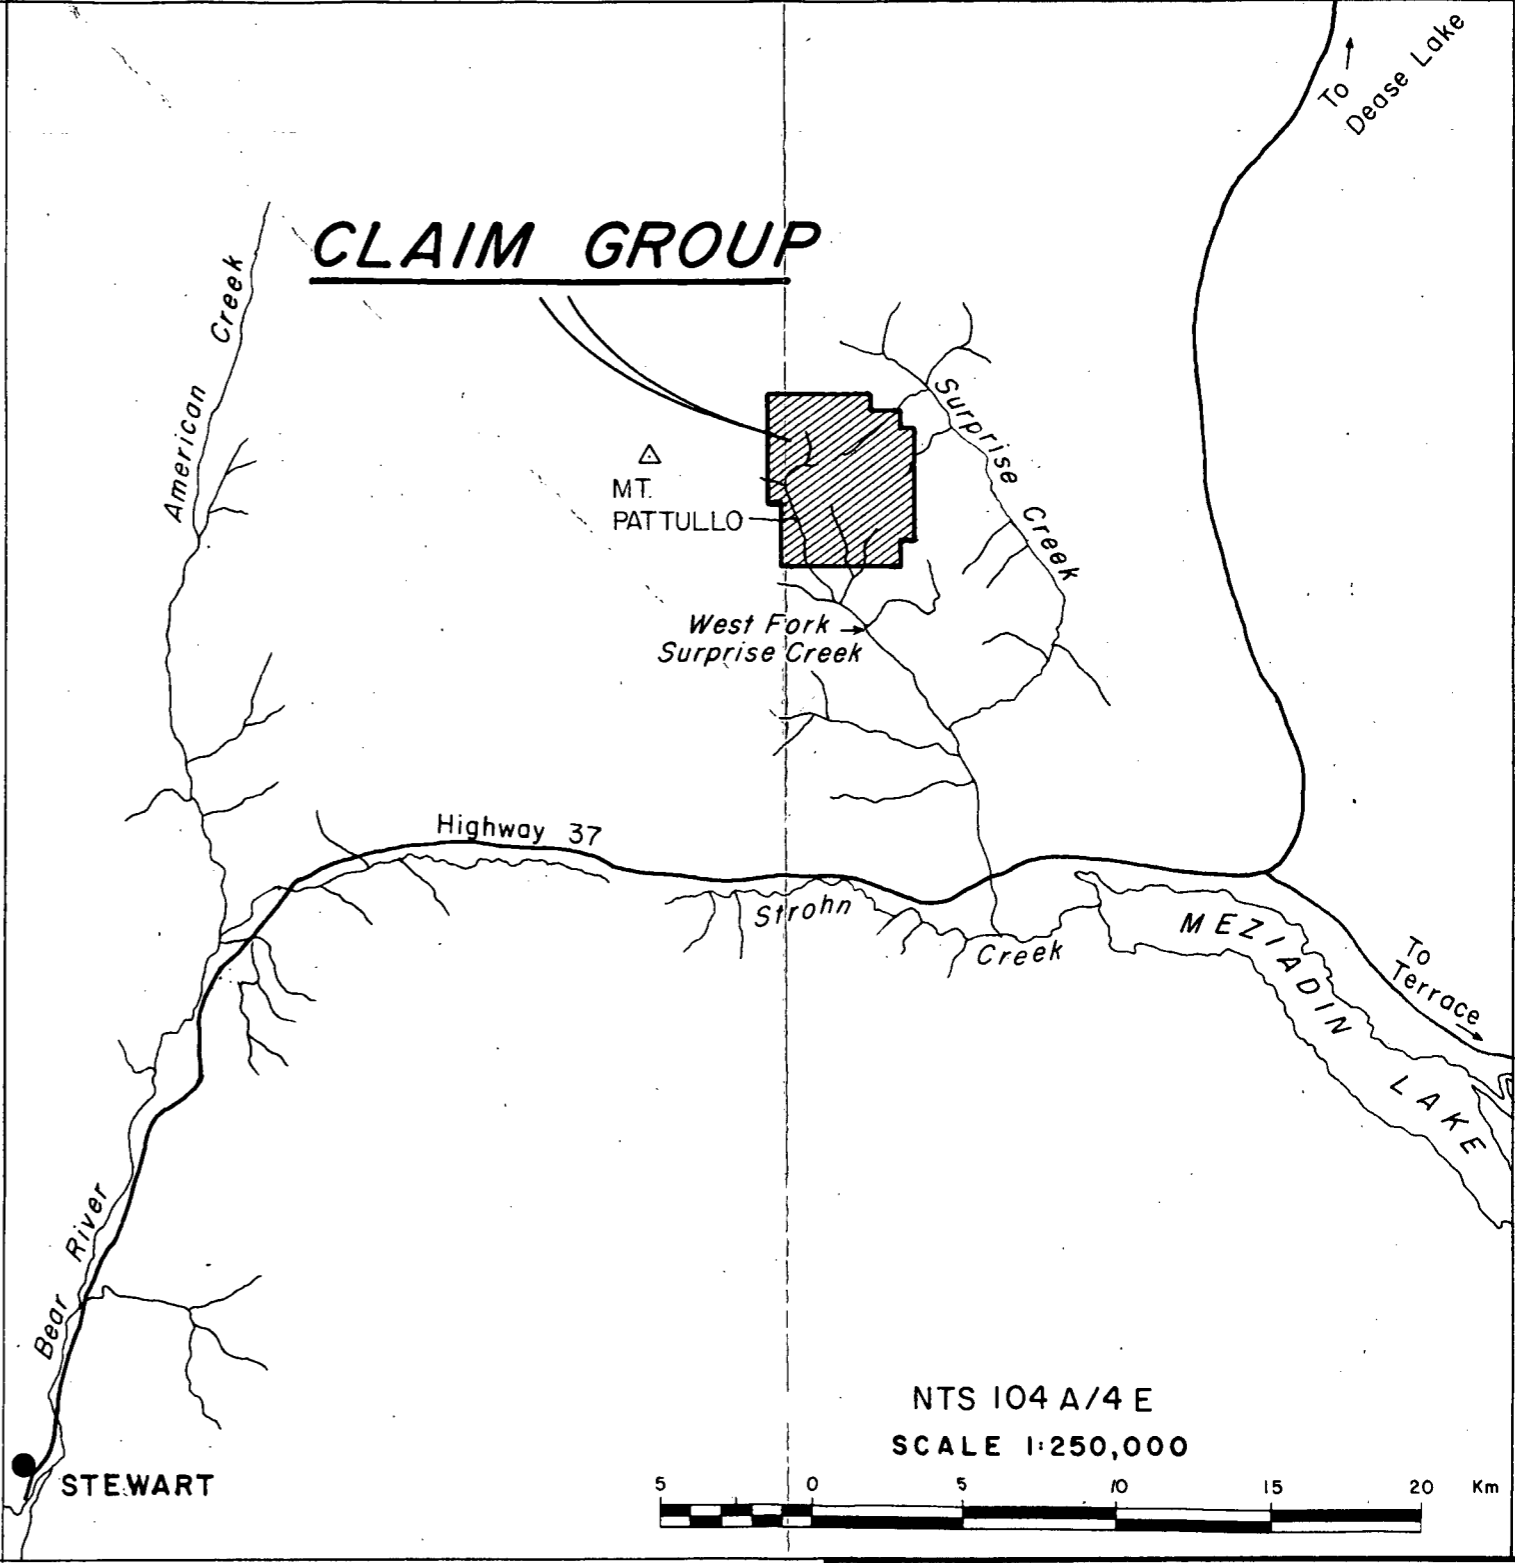 To
Dease Lake
CLAIM GROUP
American Creek
Surprise Creek
MT.
PATTULLO
West Fork
Surprise Creek
Highway 37
Strohn
Creek
MEZIADIN LAKE
To
Terrace
Bear River
STEWART
NTS 104 A/4 E
SCALE 1:250,000
5 0 5 10 15 20 Km